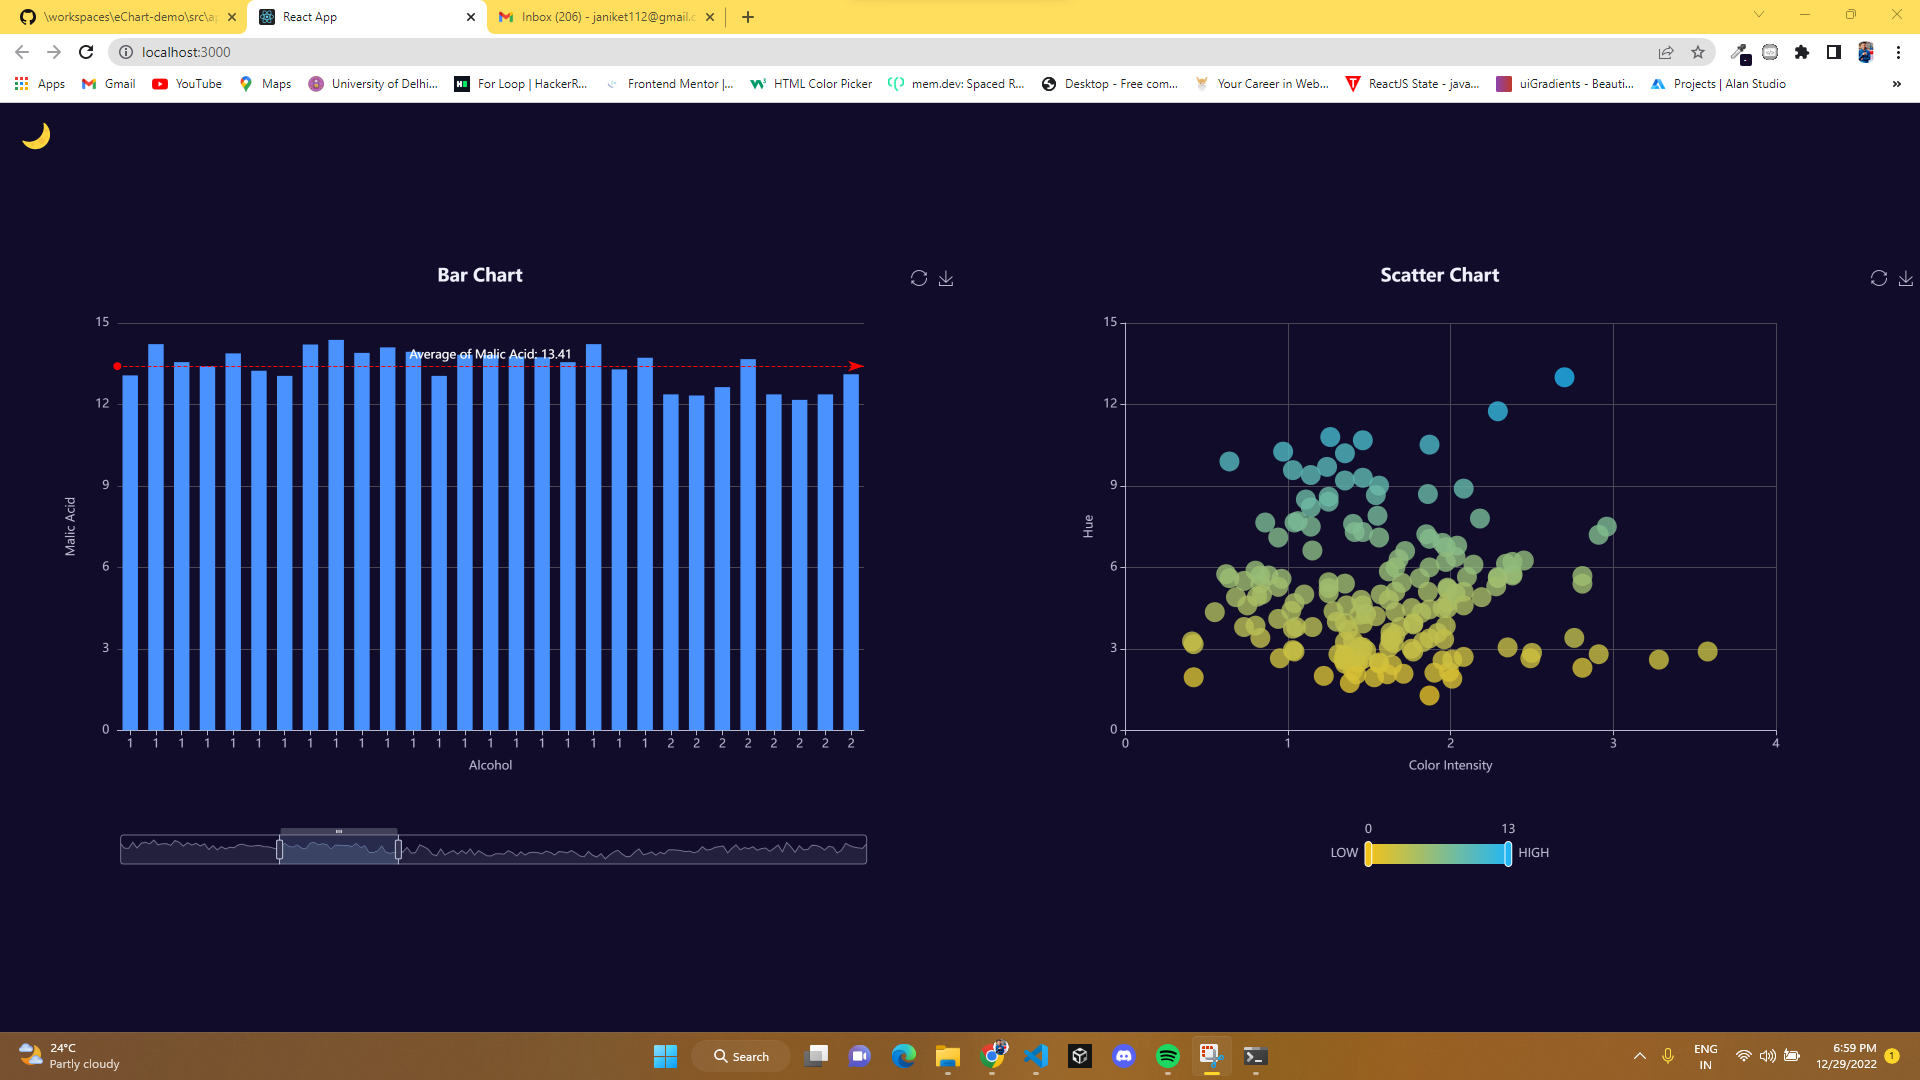 \workspaces\eChart-demo\src\ap
React App
Inbox (206) - janiket112@gmail.c
localhost:3000
Apps
Gmail
YouTube
Maps
University of Delhi...
For Loop | HackerR...
Frontend Mentor |...
HTML Color Picker
mem.dev: Spaced R...
Desktop - Free com...
Your Career in Web...
ReactJS State - java...
uiGradients - Beauti...
Projects | Alan Studio
»
Bar Chart
15
12
9
6
3
0
Malic Acid
Average of Malic Acid: 13.41
1 1 1 1 1 1 1 1 1 1 1 1 1 1 1 1 1 1 1 1 1 2 2 2 2 2 2 2 2
Alcohol
Scatter Chart
15
12
9
6
3
0
Hue
0 1 2 3 4
Color Intensity
0 13
LOW HIGH
24°C
Partly cloudy
Search
ENG
IN
6:59 PM
12/29/2022
1